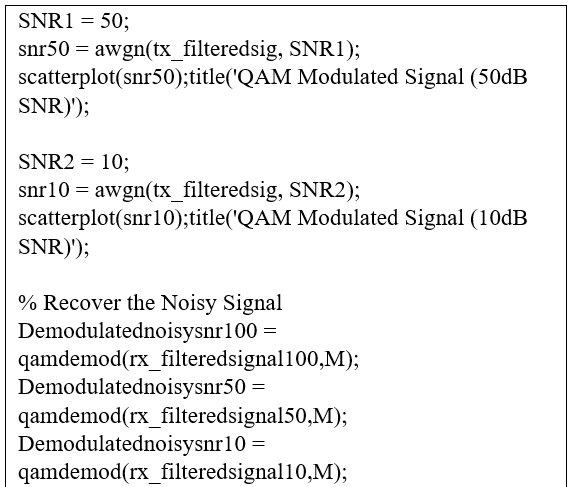 SNR1 = 50;
snr50 = awgn(tx_filteredsig, SNR1);
scatterplot(snr50);title('QAM Modulated Signal (50dB
SNR)');
SNR2 = 10;
snr10 = awgn(tx_filteredsig, SNR2);
scatterplot(snr10);title('QAM Modulated Signal (10dB
SNR)');
% Recover the Noisy Signal
Demodulatednoisysnr100 =
qamdemod(rx_filteredsignal100,M);
Demodulatednoisysnr50 =
qamdemod(rx_filteredsignal50,M);
Demodulatednoisysnr10 =
qamdemod(rx_filteredsignal10,M);